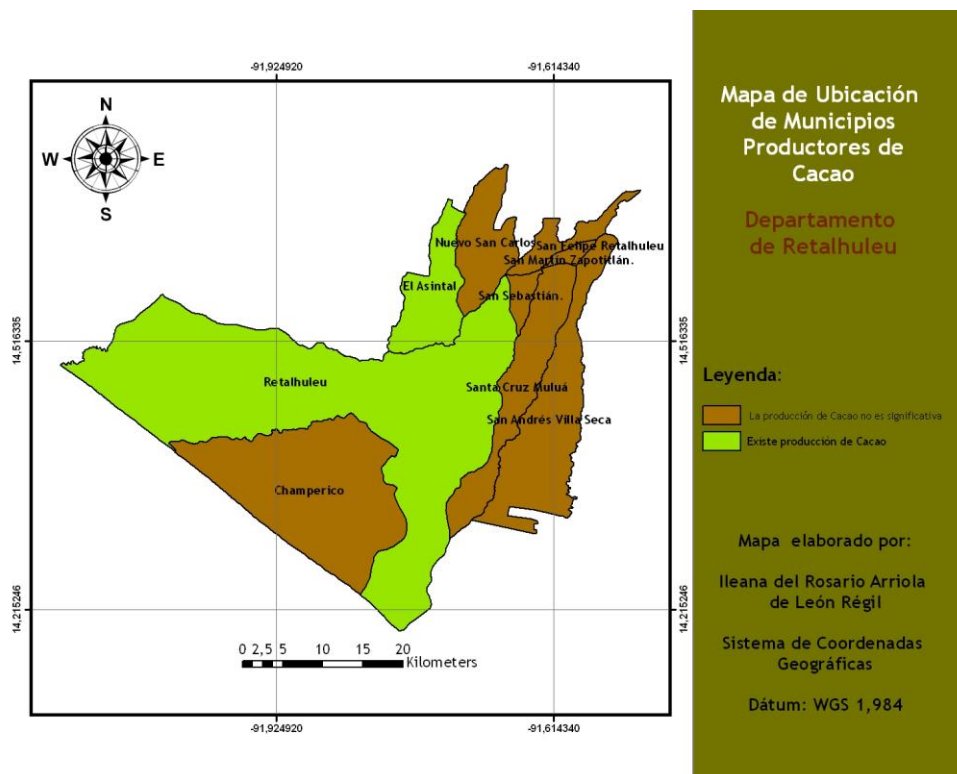 -91,924920
-91,614340
N
W
E
S
Nuevo San Carlos
San Felipe Retalhuleu
San Martín Zapotitlán.
El Asintal
San Sebastián.
14,516335
14,516335
Retalhuleu
Santa Cruz Muluá
San Andrés Villa Seca
Champerico
14,215246
14,215246
0 2,5 5 10 15 20
Kilometers
-91,924920
-91,614340
Mapa de Ubicación
de Municipios
Productores de
Cacao
Departamento
de Retalhuleu
Leyenda:
La producción de Cacao no es significativa
Existe producción de Cacao
Mapa elaborado por:
Ileana del Rosario Arriola
de León Régil
Sistema de Coordenadas
Geográficas
Dátum: WGS 1,984